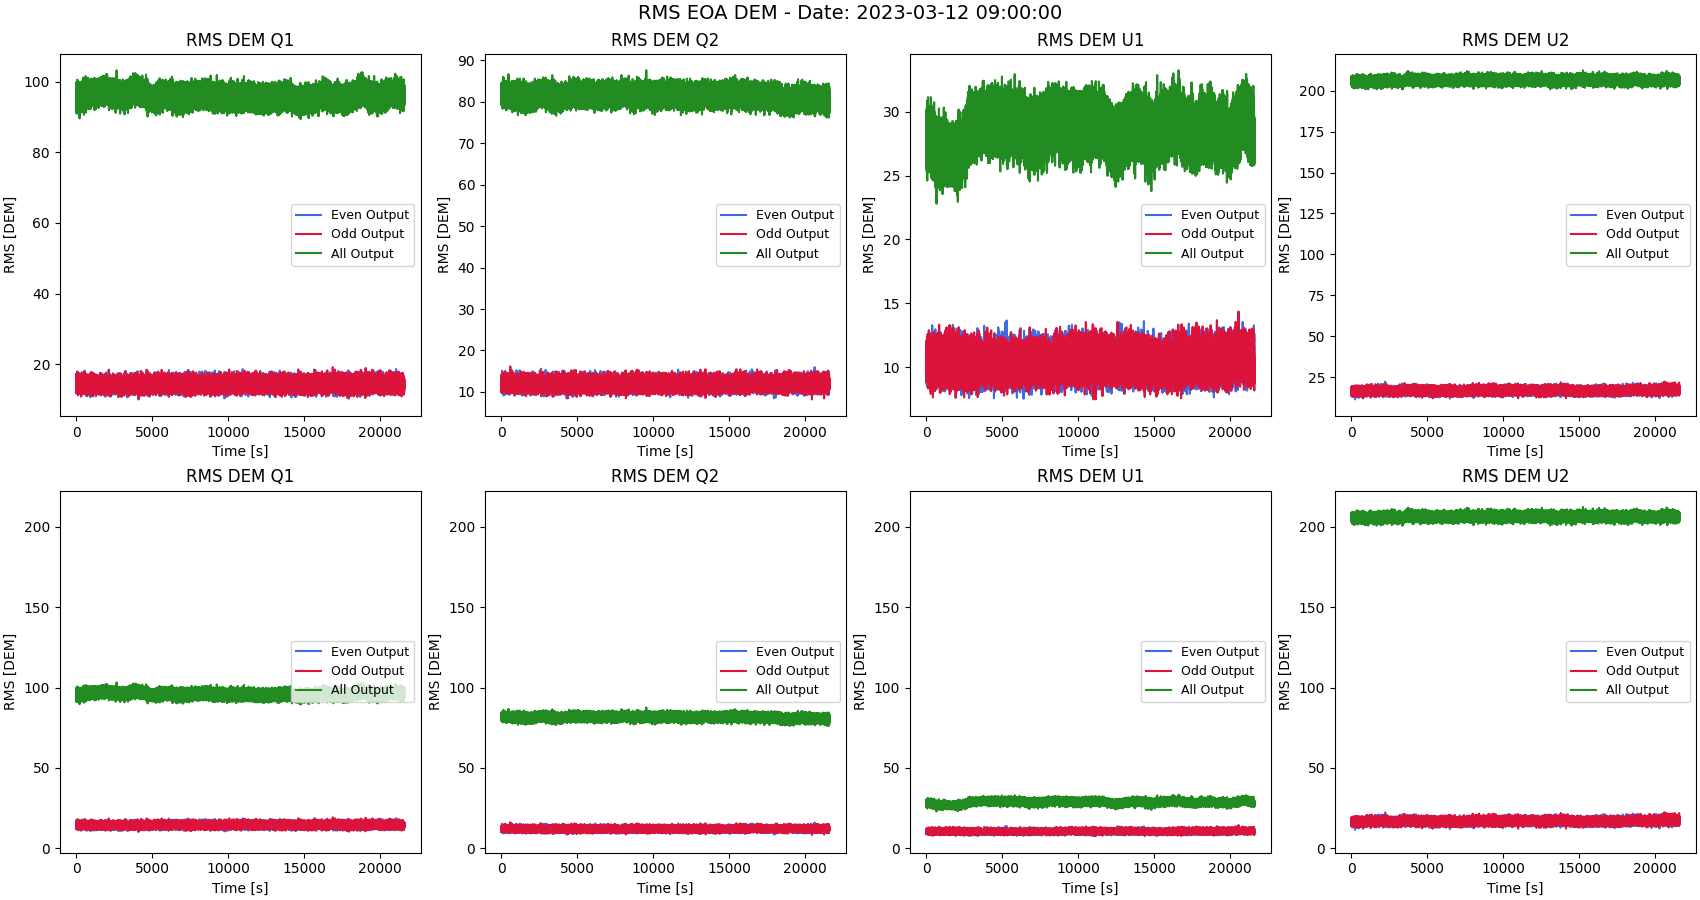 RMS EOA DEM - Date: 2023-03-12 09:00:00
RMS DEM Q1
RMS [DEM]
100
80
60
40
20
Even Output
Odd Output
All Output
0 5000 10000 15000 20000
Time [s]
RMS DEM Q2
RMS [DEM]
90
80
70
60
50
40
30
20
10
Even Output
Odd Output
All Output
0 5000 10000 15000 20000
Time [s]
RMS DEM U1
RMS [DEM]
30
25
20
15
10
Even Output
Odd Output
All Output
0 5000 10000 15000 20000
Time [s]
RMS DEM U2
RMS [DEM]
200
175
150
125
100
75
50
25
Even Output
Odd Output
All Output
0 5000 10000 15000 20000
Time [s]
RMS DEM Q1
RMS [DEM]
200
150
100
50
0
Even Output
Odd Output
All Output
0 5000 10000 15000 20000
Time [s]
RMS DEM Q2
RMS [DEM]
200
150
100
50
0
Even Output
Odd Output
All Output
0 5000 10000 15000 20000
Time [s]
RMS DEM U1
RMS [DEM]
200
150
100
50
0
Even Output
Odd Output
All Output
0 5000 10000 15000 20000
Time [s]
RMS DEM U2
RMS [DEM]
200
150
100
50
0
Even Output
Odd Output
All Output
0 5000 10000 15000 20000
Time [s]